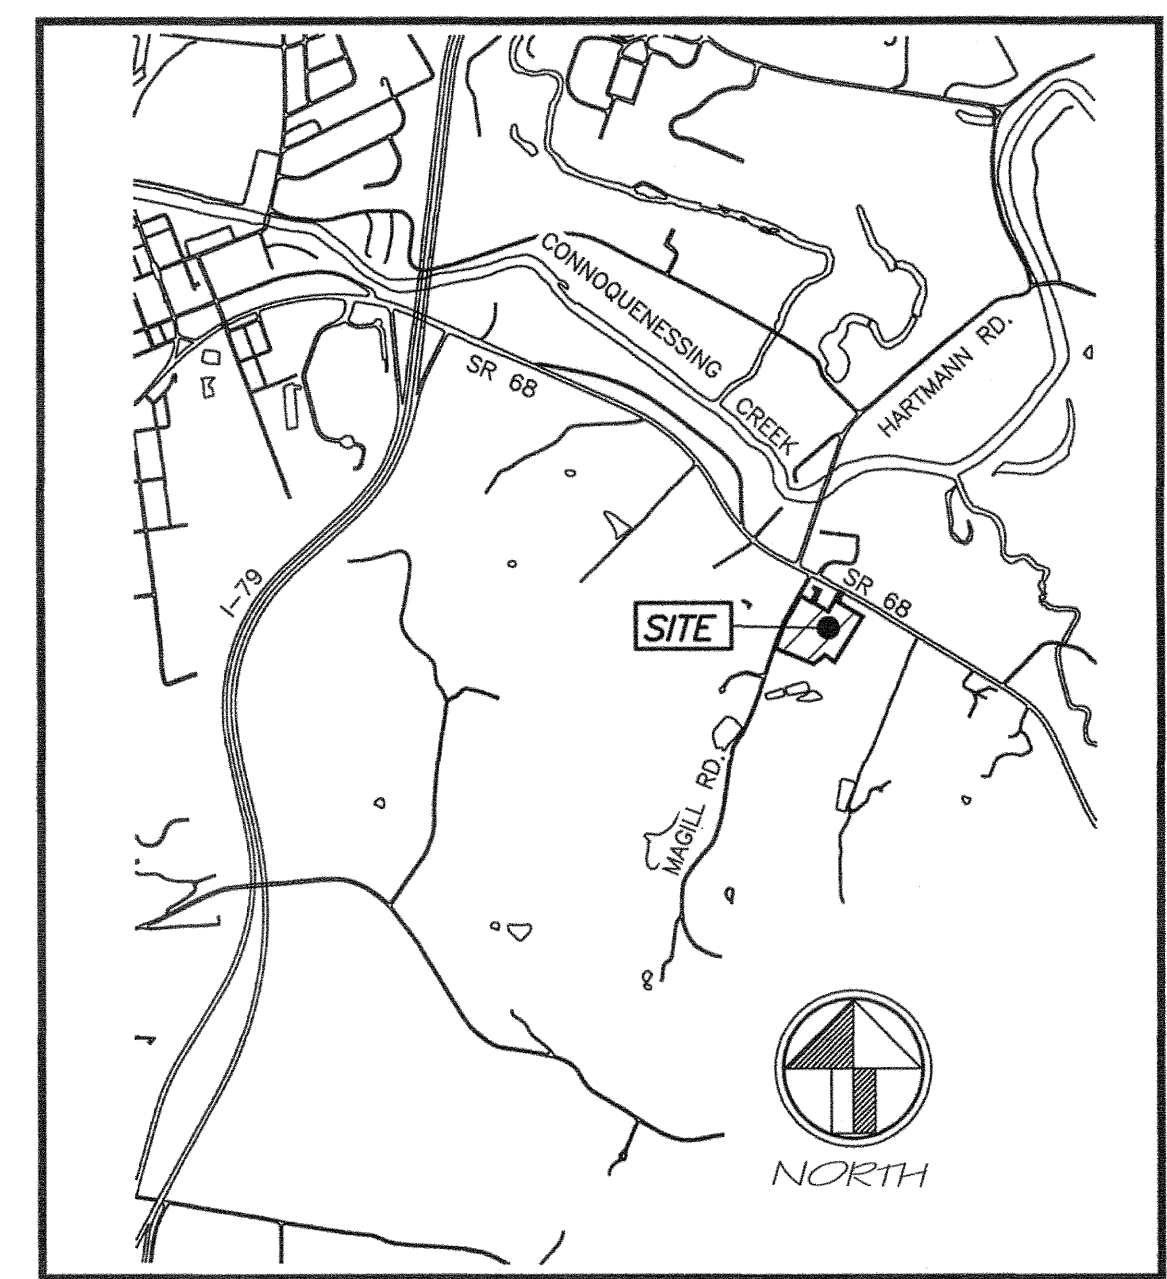 CONNOQUENESSING
CREEK
HARTMANN RD.
SR 68
I-79
SR 68
SITE
MAGILL RD.
NORTH